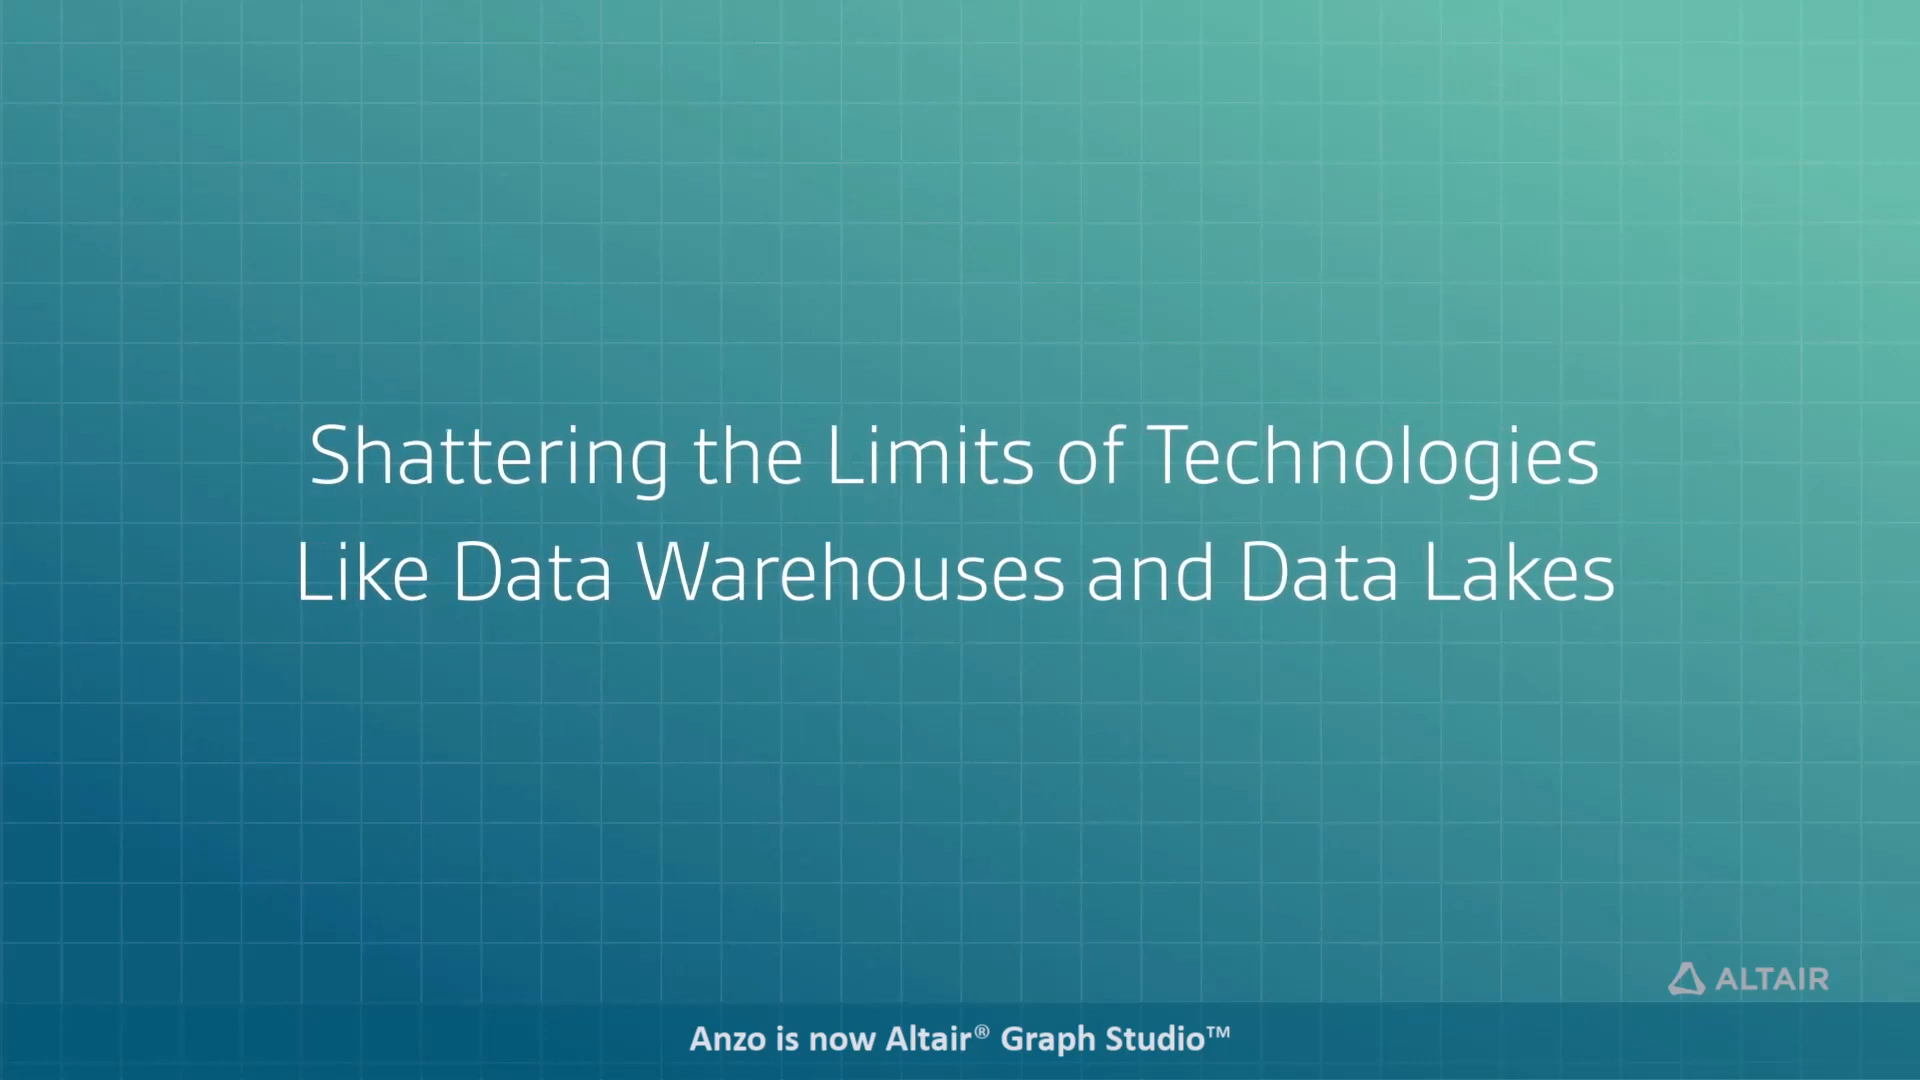 Shattering the Limits of Technologies
Like Data Warehouses and Data Lakes
ALTAIR
Anzo is now Altair® Graph Studio™